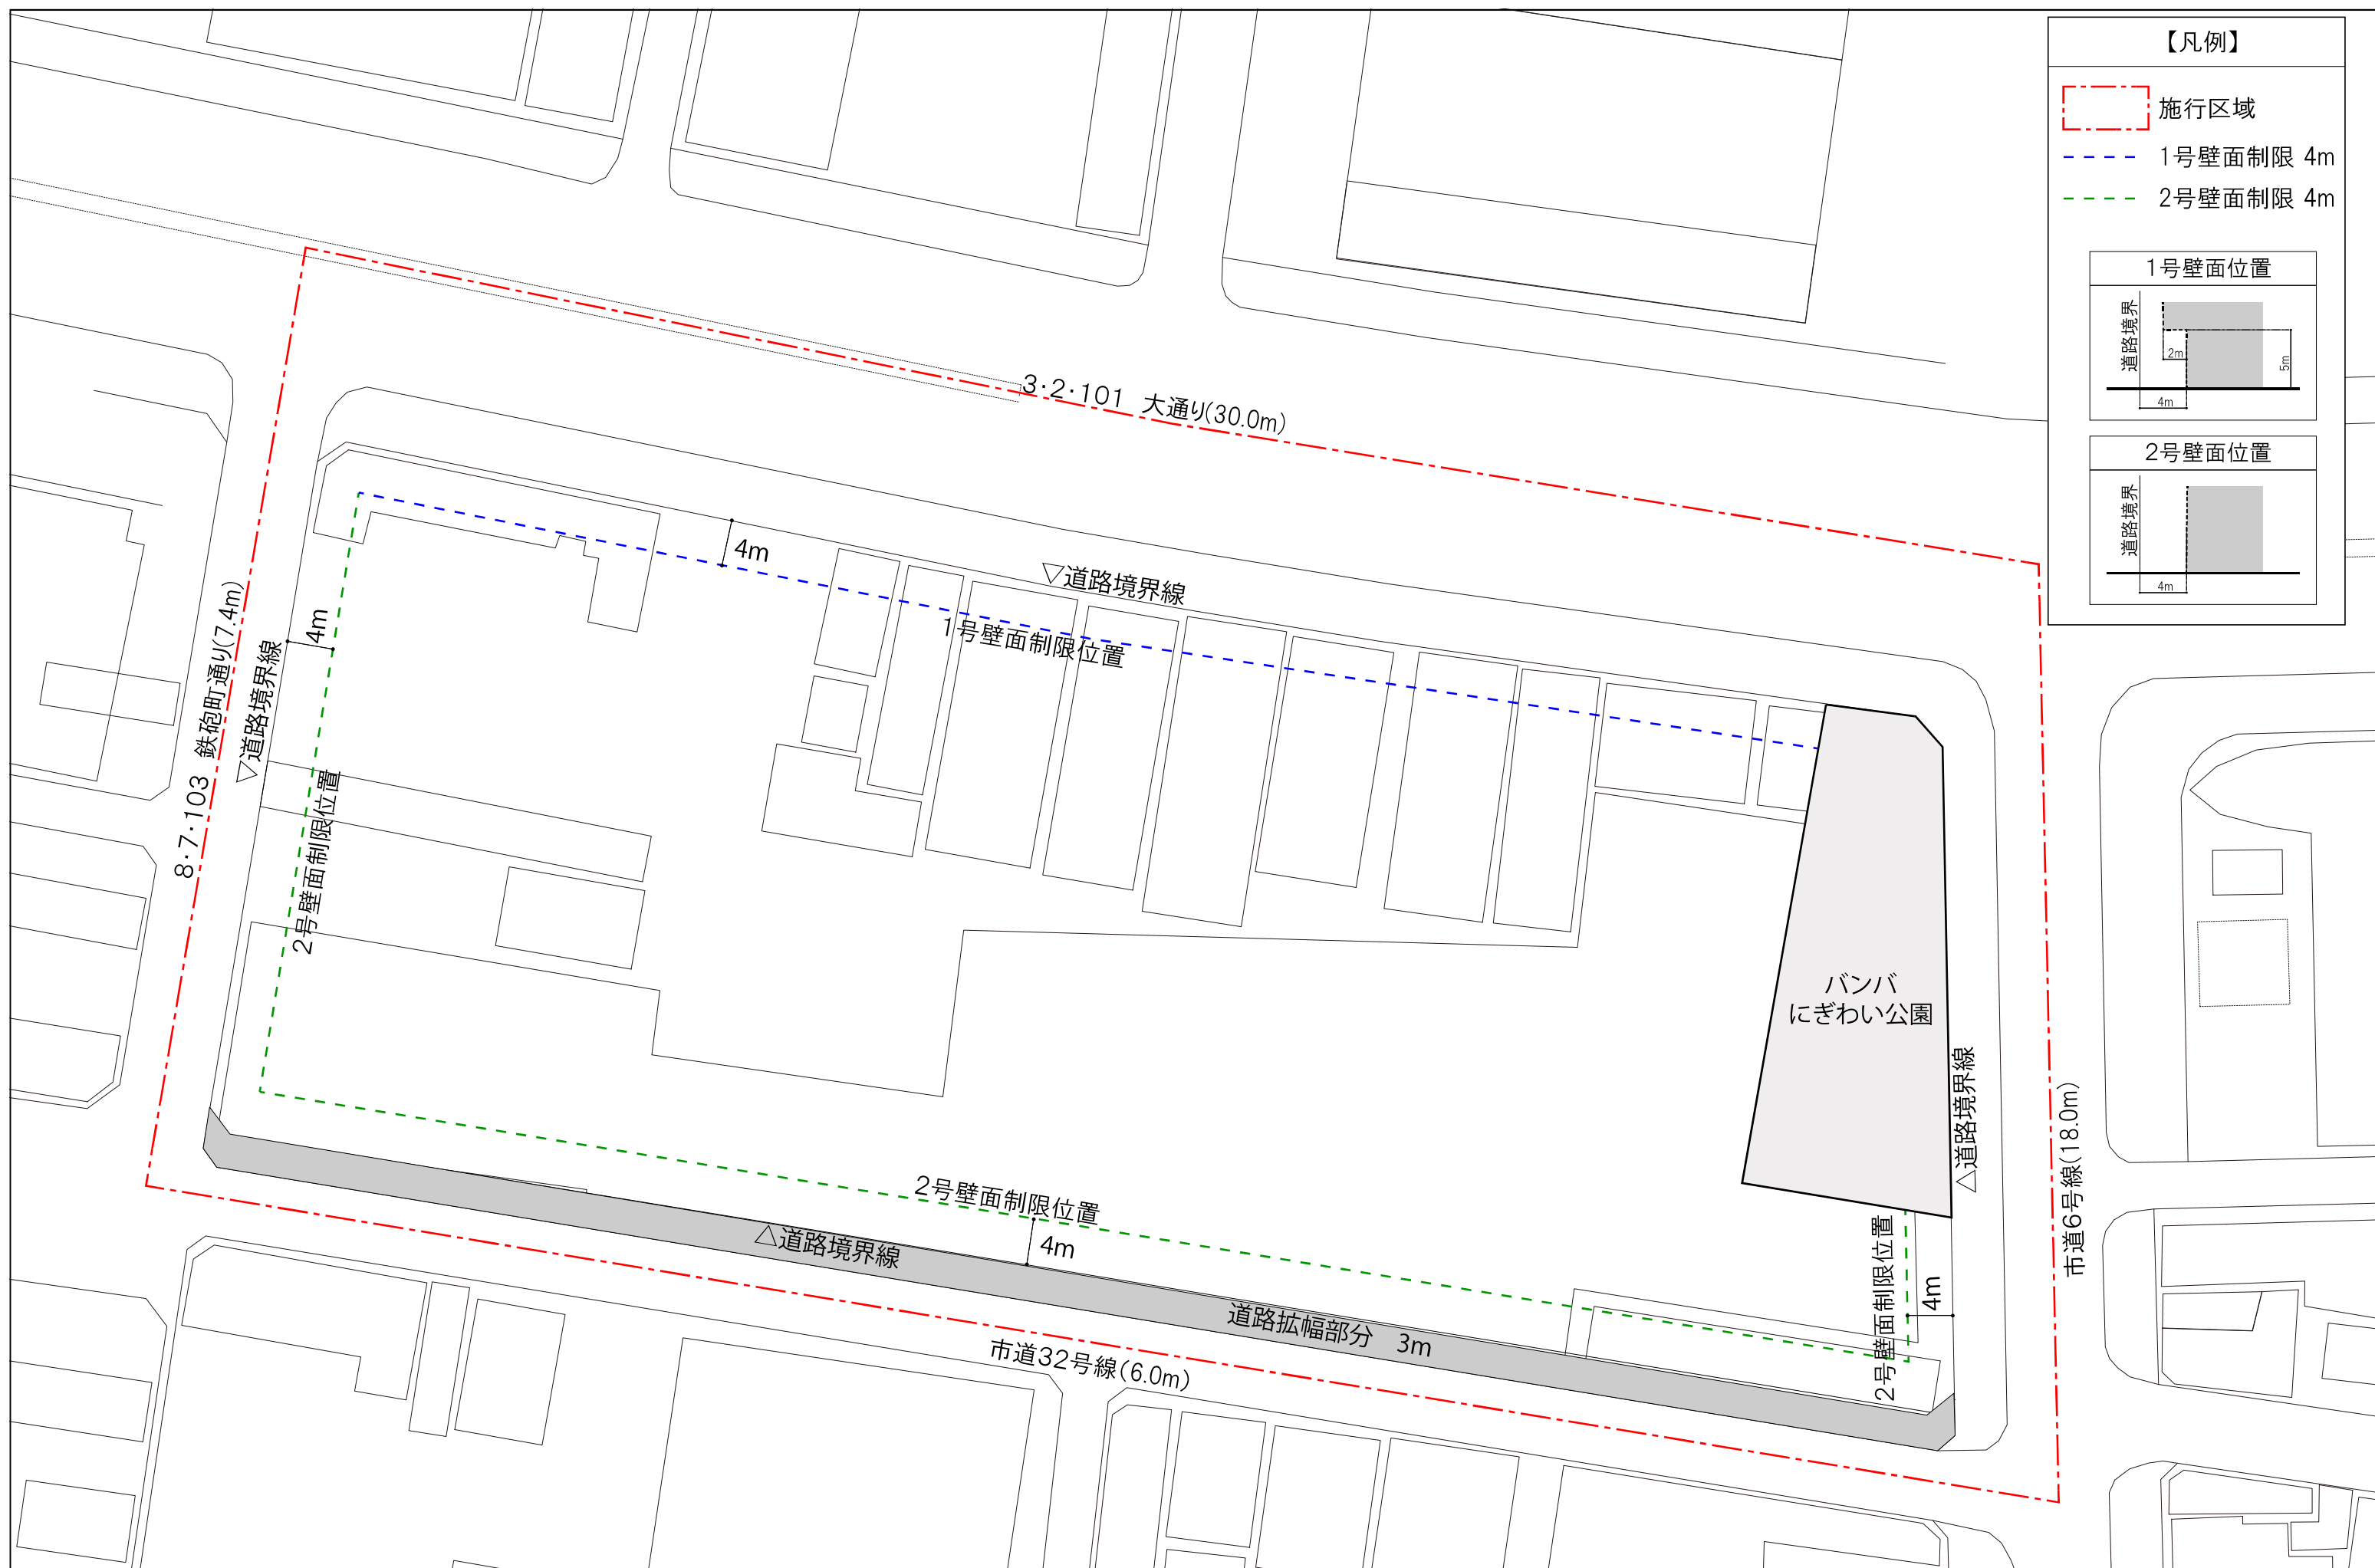 【凡例】
施行区域
1号壁面制限 4m
2号壁面制限 4m
1号壁面位置
道路境界
2m
5m
4m
2号壁面位置
道路境界
4m
3・2・101 大通り(30.0m)
4m
▽道路境界線
1号壁面制限位置
4m
8・7・103 鉄砲町通り(7.4m)
▽道路境界線
2号壁面制限位置
バンバ
にぎわい公園
△道路境界線
市道6号線(18.0m)
2号壁面制限位置
4m
2号壁面制限位置
4m
△道路境界線
道路拡幅部分 3m
市道32号線(6.0m)